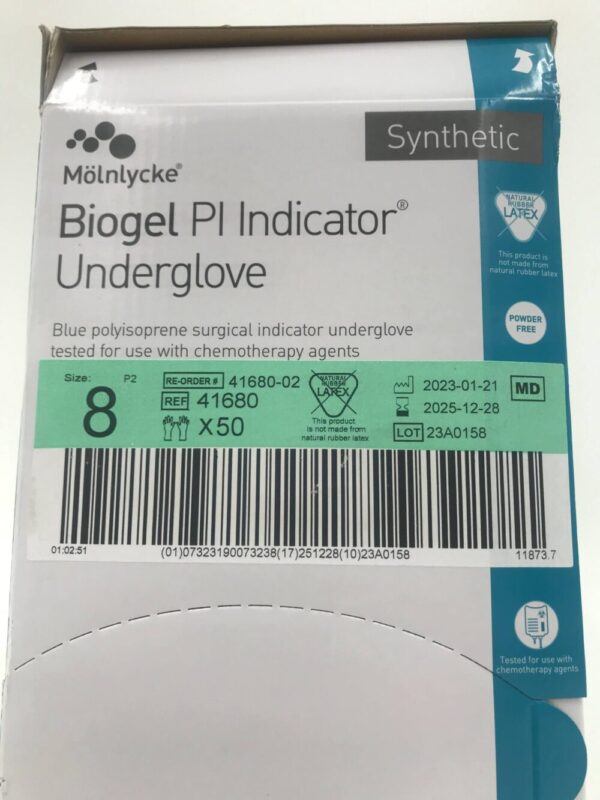 Synthetic
Mölnlycke®
Biogel PI Indicator®
Underglove
NATURAL
RUBBER
LATEX
This product is
not made from
natural rubber latex
POWDER
FREE
Blue polyisoprene surgical indicator underglove
tested for use with chemotherapy agents
Size:
P2
8
RE-ORDER # 41680-02
REF 41680
X50
NATURAL
RUBBER
LATEX
This product
is not made from
natural rubber latex
2023-01-21
2025-12-28
LOT 23A0158
MD
01:02:51
(01)07323190073238(17)251228(10)23A0158
11873.7
Tested for use with
chemotherapy agents